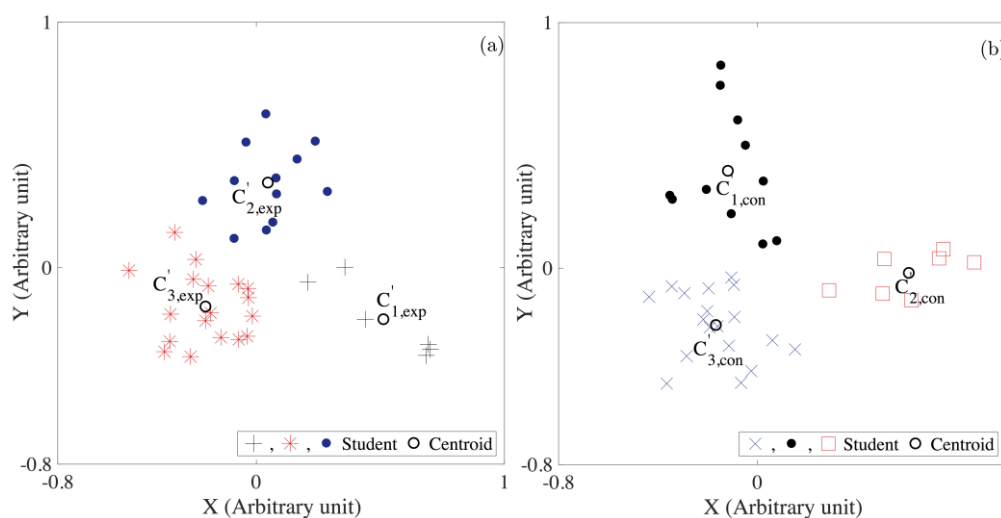 1
(a)
Y (Arbitrary unit)
C'2,exp
0
C'3,exp
C'1,exp
+ , * , ● Student ○ Centroid
-0.8
-0.8
0
1
X (Arbitrary unit)
1
(b)
Y (Arbitrary unit)
C'1,con
0
C'2,con
C'3,con
× , ● , □ Student ○ Centroid
-0.8
-0.8
0
1
X (Arbitrary unit)